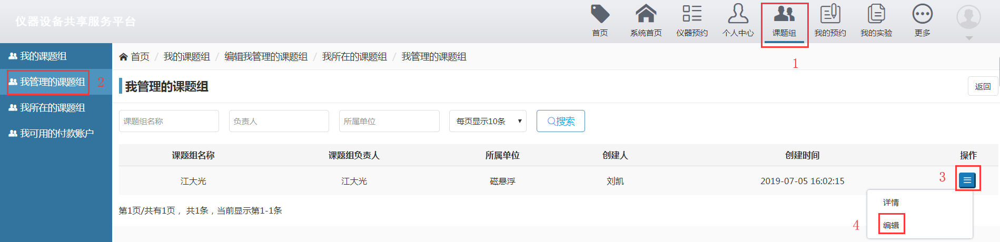 仪器设备共享服务平台
首页 系统首页 仪器预约 个人中心 课题组 我的预约 我的实验 更多
1
我的课题组
我管理的课题组 2
我所在的课题组
我可用的付款账户
首页 / 我的课题组 / 编辑我管理的课题组 / 我所在的课题组 / 我管理的课题组
我管理的课题组 返回
课题组名称 负责人 所属单位 每页显示10条 搜索
课题组名称 课题组负责人 所属单位 创建人 创建时间 操作
江大光 江大光 磁悬浮 刘凯 2019-07-05 16:02:15 3
详情
4 编辑
第1页/共有1页，共1条，当前显示第1-1条